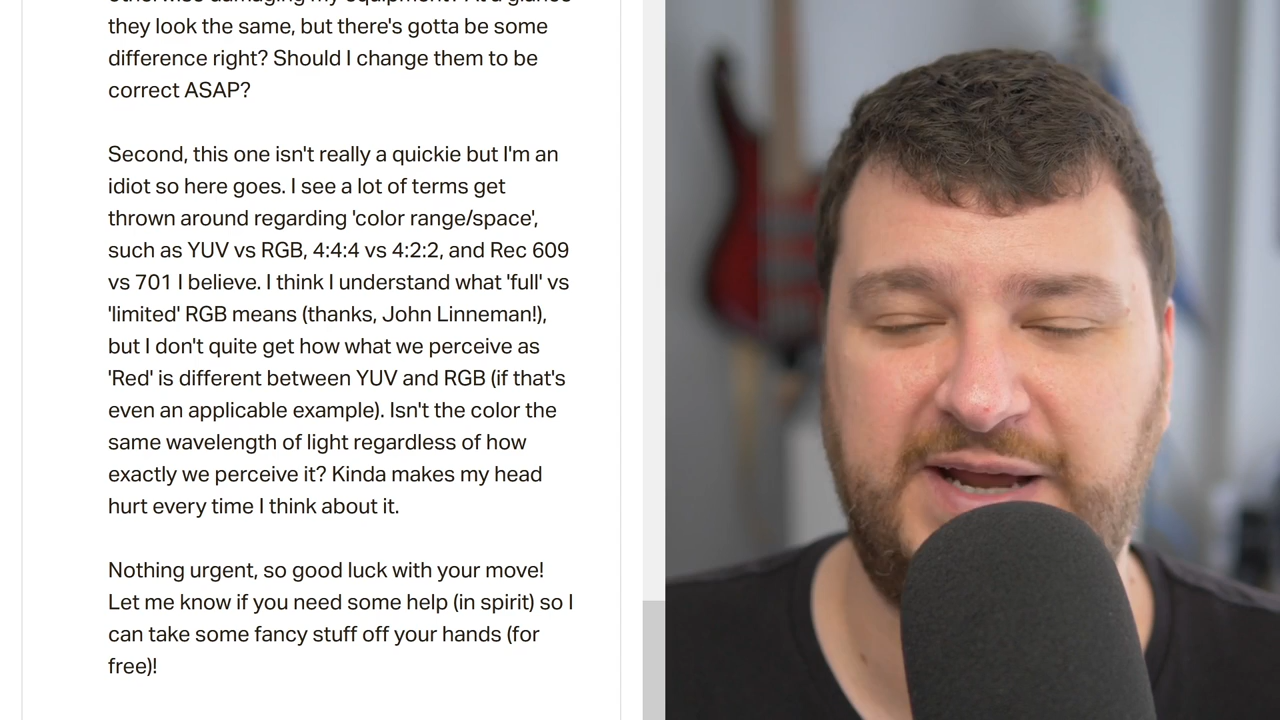 otherwise damaging my equipment? At a glance
they look the same, but there's gotta be some
difference right? Should I change them to be
correct ASAP?
Second, this one isn't really a quickie but I'm an
idiot so here goes. I see a lot of terms get
thrown around regarding 'color range/space',
such as YUV vs RGB, 4:4:4 vs 4:2:2, and Rec 609
vs 701 I believe. I think I understand what 'full' vs
'limited' RGB means (thanks, John Linneman!),
but I don't quite get how what we perceive as
'Red' is different between YUV and RGB (if that's
even an applicable example). Isn't the color the
same wavelength of light regardless of how
exactly we perceive it? Kinda makes my head
hurt every time I think about it.
Nothing urgent, so good luck with your move!
Let me know if you need some help (in spirit) so I
can take some fancy stuff off your hands (for
free)!